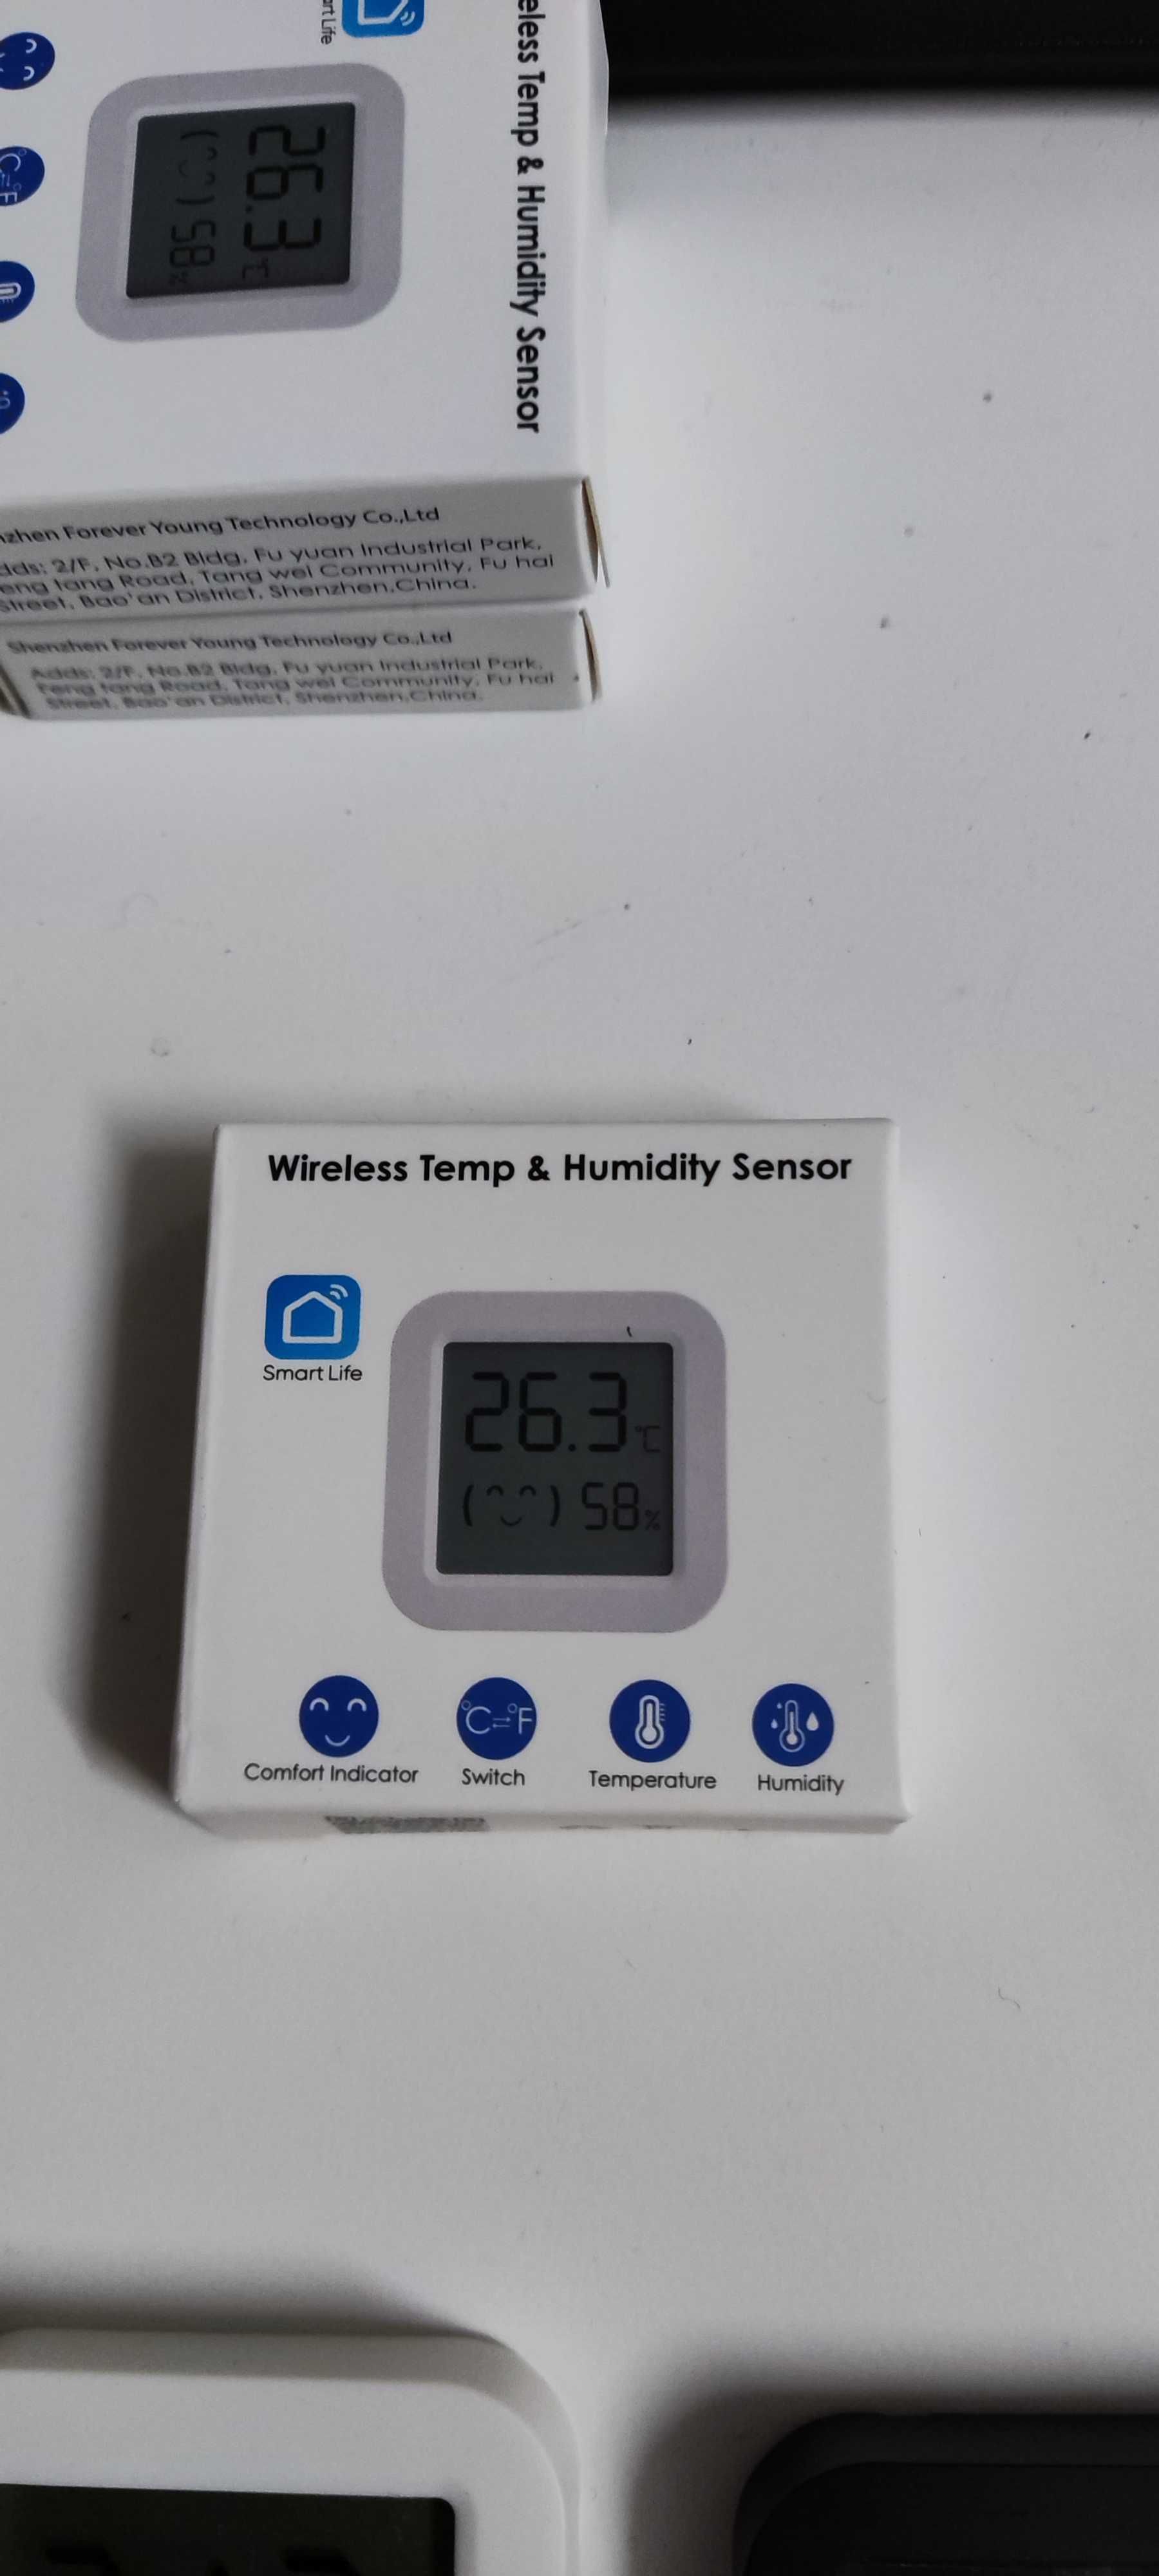 rt Life
eless Temp & Humidity Sensor
26.3 °C
58%
°C⇌°F
nzhen Forever Young Technology Co.,Ltd
dds: 2/F, No.B2 Bldg, Fu yuan Industrial Park,
eng tang Road, Tang wei Community, Fu hai
Street, Bao'an District, Shenzhen,China.
Shenzhen Forever Young Technology Co.,Ltd
Adds: 2/F, No.B2 Bldg, Fu yuan Industrial Park,
Feng tang Road, Tang wei Community, Fu hai
Street, Bao'an District, Shenzhen,China.
Wireless Temp & Humidity Sensor
Smart Life
26.3 °C
58%
°C⇌°F
Comfort Indicator
Switch
Temperature
Humidity